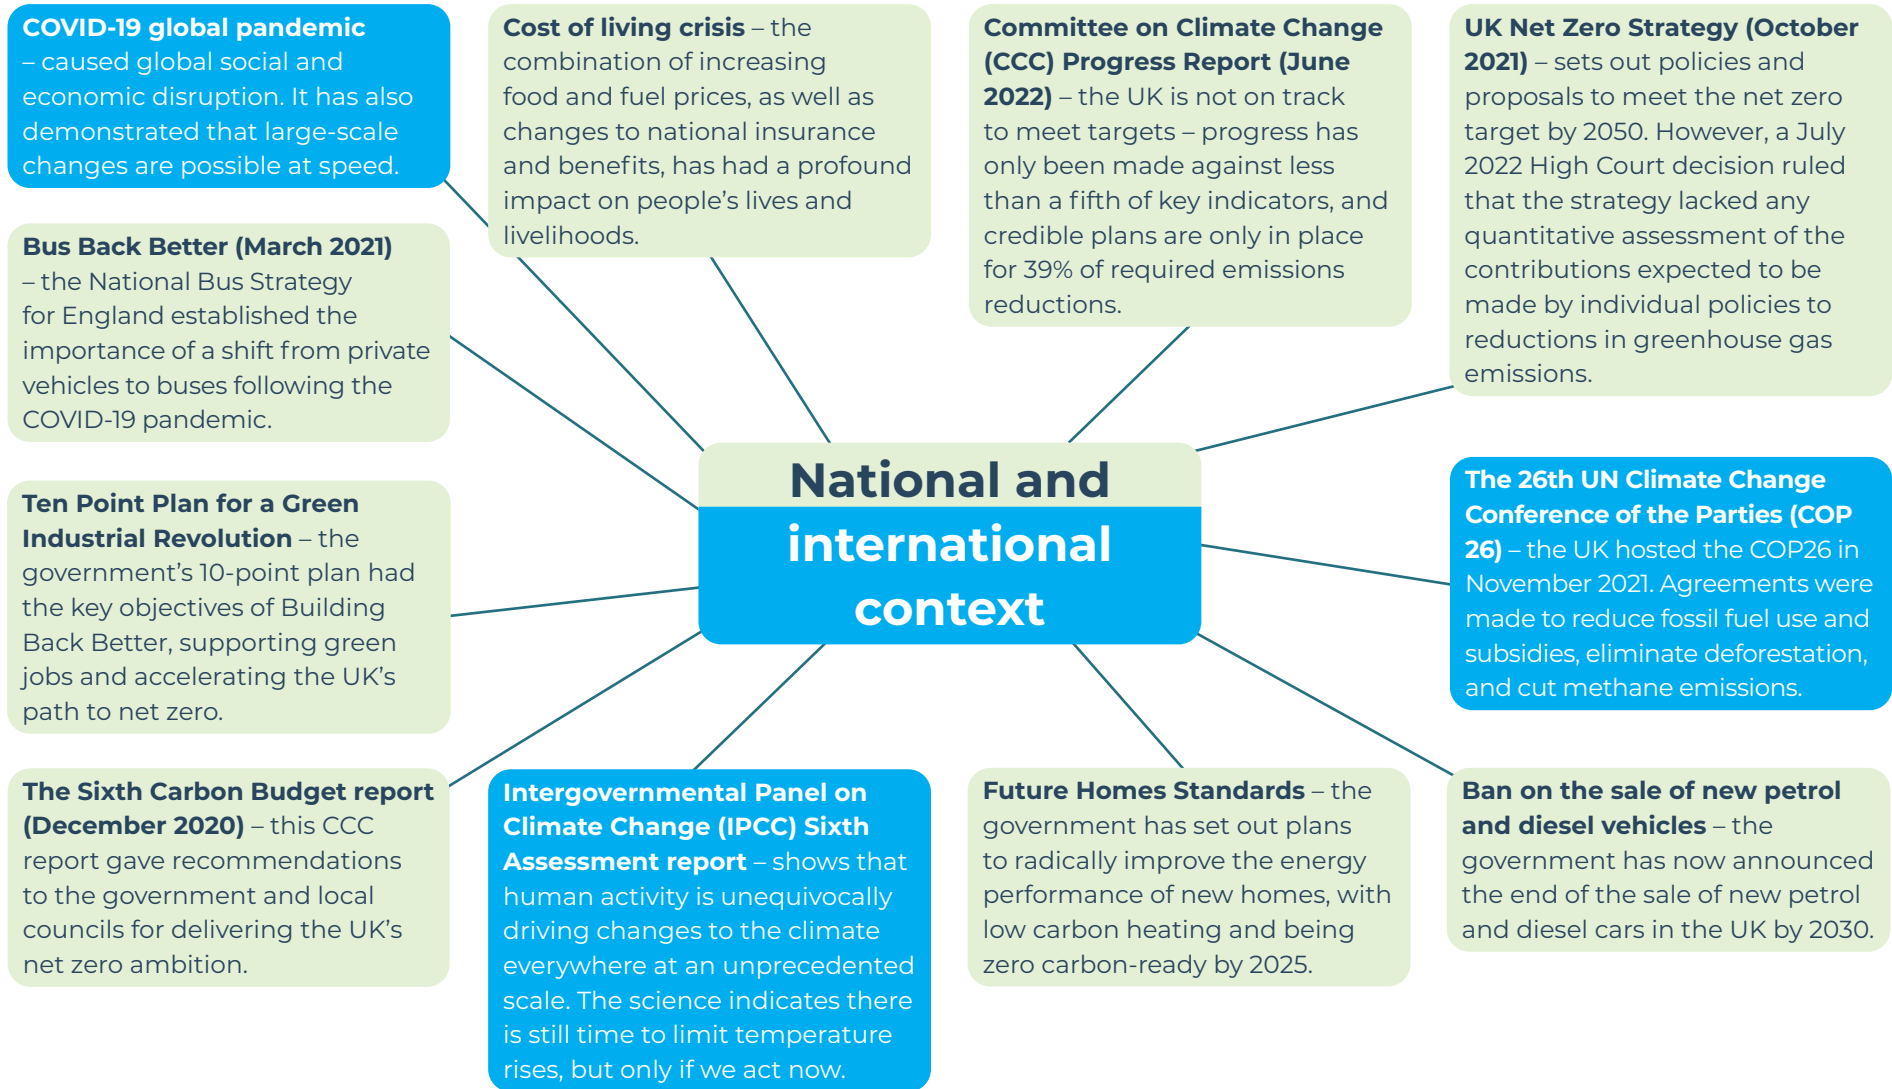 COVID-19 global pandemic
– caused global social and
economic disruption. It has also
demonstrated that large-scale
changes are possible at speed.
Cost of living crisis – the
combination of increasing
food and fuel prices, as well as
changes to national insurance
and benefits, has had a profound
impact on people’s lives and
livelihoods.
Committee on Climate Change
(CCC) Progress Report (June
2022) – the UK is not on track
to meet targets – progress has
only been made against less
than a fifth of key indicators, and
credible plans are only in place
for 39% of required emissions
reductions.
UK Net Zero Strategy (October
2021) – sets out policies and
proposals to meet the net zero
target by 2050. However, a July
2022 High Court decision ruled
that the strategy lacked any
quantitative assessment of the
contributions expected to be
made by individual policies to
reductions in greenhouse gas
emissions.
Bus Back Better (March 2021)
– the National Bus Strategy
for England established the
importance of a shift from private
vehicles to buses following the
COVID-19 pandemic.
National and
international
context
Ten Point Plan for a Green
Industrial Revolution – the
government’s 10-point plan had
the key objectives of Building
Back Better, supporting green
jobs and accelerating the UK’s
path to net zero.
The 26th UN Climate Change
Conference of the Parties (COP
26) – the UK hosted the COP26 in
November 2021. Agreements were
made to reduce fossil fuel use and
subsidies, eliminate deforestation,
and cut methane emissions.
The Sixth Carbon Budget report
(December 2020) – this CCC
report gave recommendations
to the government and local
councils for delivering the UK’s
net zero ambition.
Intergovernmental Panel on
Climate Change (IPCC) Sixth
Assessment report – shows that
human activity is unequivocally
driving changes to the climate
everywhere at an unprecedented
scale. The science indicates there
is still time to limit temperature
rises, but only if we act now.
Future Homes Standards – the
government has set out plans
to radically improve the energy
performance of new homes, with
low carbon heating and being
zero carbon-ready by 2025.
Ban on the sale of new petrol
and diesel vehicles – the
government has now announced
the end of the sale of new petrol
and diesel cars in the UK by 2030.